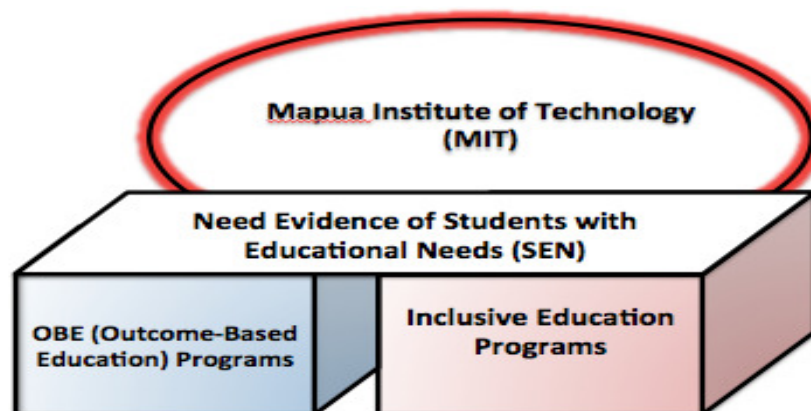 Mapua Institute of Technology
(MIT)
Need Evidence of Students with
Educational Needs (SEN)
OBE (Outcome-Based
Education) Programs
Inclusive Education
Programs